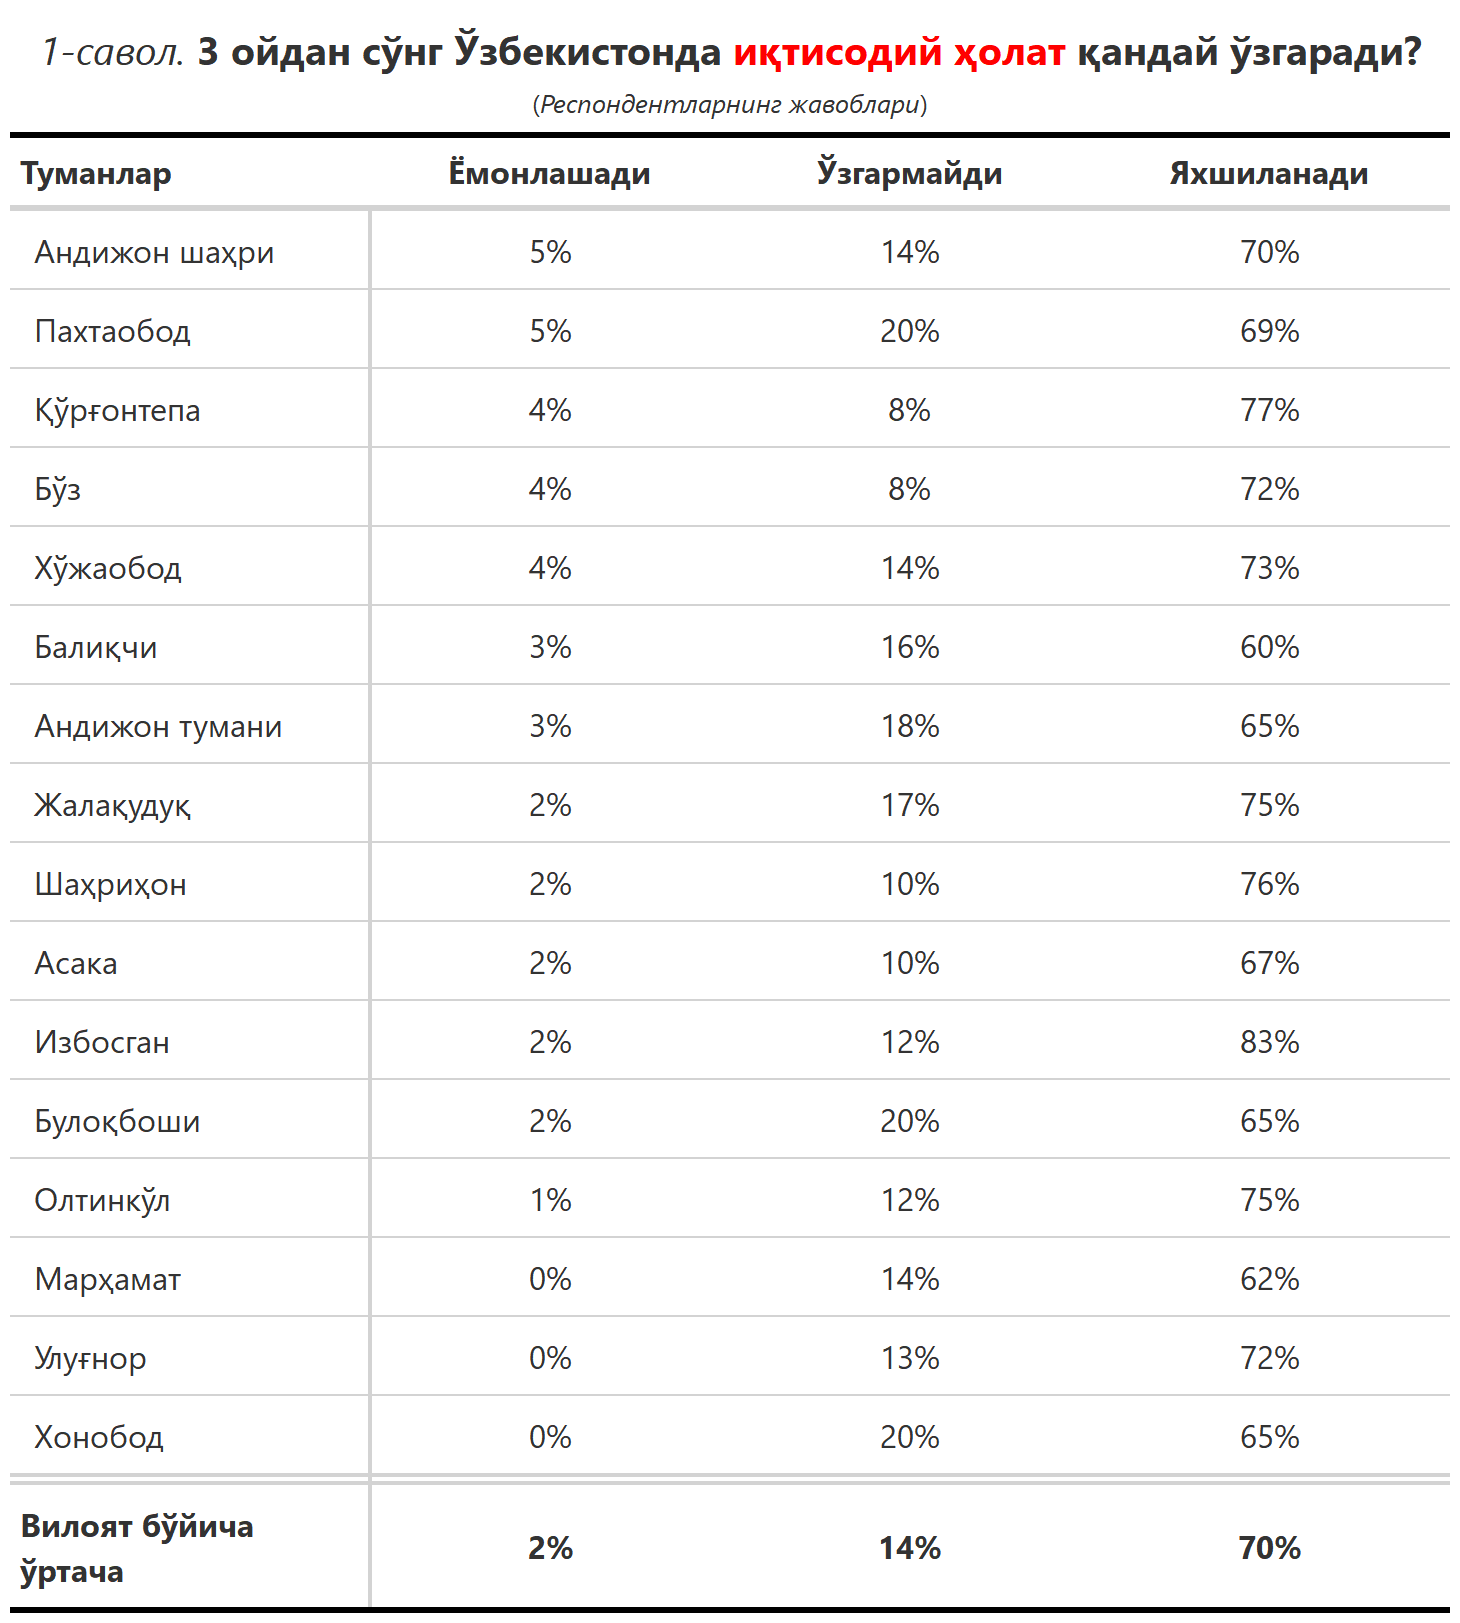 1-савол. 3 ойдан сўнг Ўзбекистонда иқтисодий ҳолат қандай ўзгаради?
(Респондентларнинг жавоблари)
Туманлар Ёмонлашади Ўзгармайди Яхшиланади
Андижон шаҳри 5% 14% 70%
Пахтаобод 5% 20% 69%
Қўрғонтепа 4% 8% 77%
Бўз 4% 8% 72%
Хўжаобод 4% 14% 73%
Балиқчи 3% 16% 60%
Андижон тумани 3% 18% 65%
Жалақудуқ 2% 17% 75%
Шаҳриҳон 2% 10% 76%
Асака 2% 10% 67%
Избосган 2% 12% 83%
Булоқбоши 2% 20% 65%
Олтинкўл 1% 12% 75%
Марҳамат 0% 14% 62%
Улуғнор 0% 13% 72%
Хонобод 0% 20% 65%
Вилоят бўйича
ўртача 2% 14% 70%